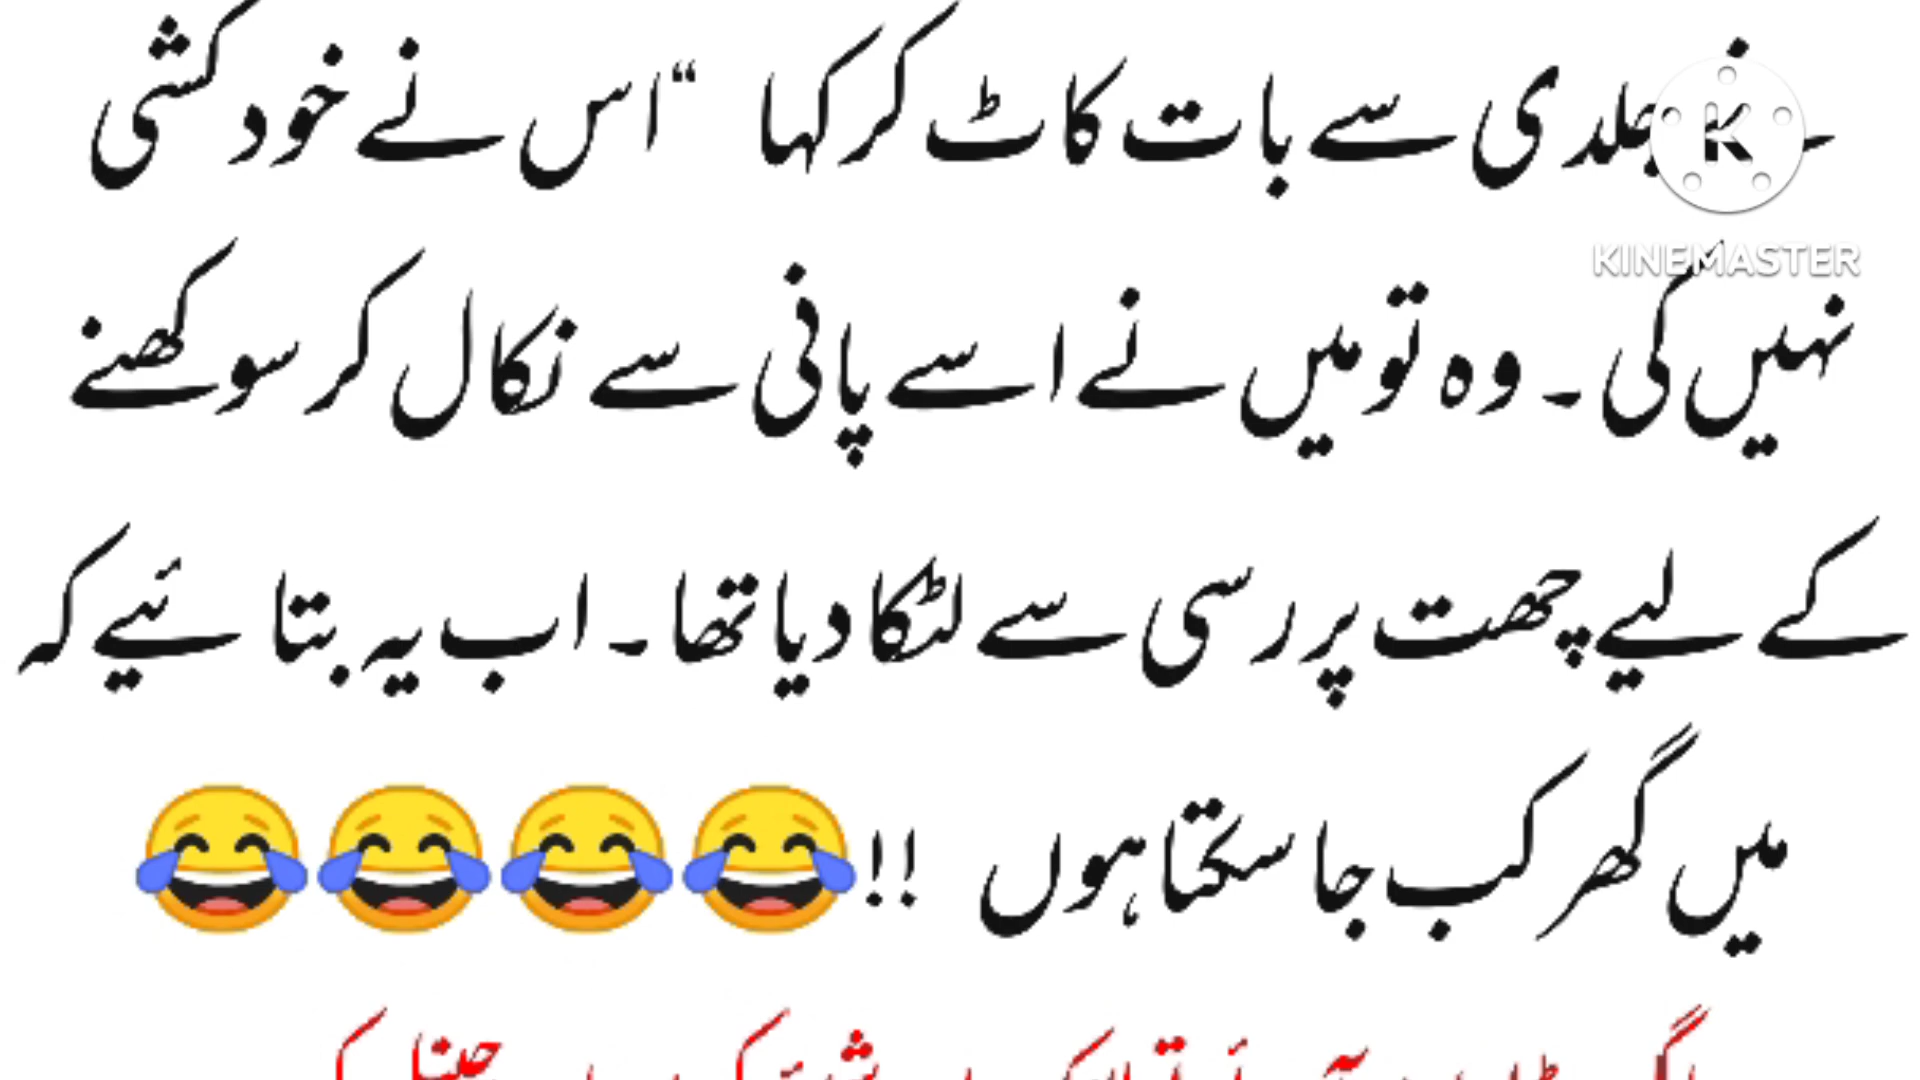 جلدی سے بات کاٹ کر کہا “اس نے خودکشی
KINEMASTER
نہیں کی۔ وہ تو میں نے اسے پانی سے نکال کر سوکھنے
کے لیے چھت پر رسی سے لٹکا دیا تھا۔ اب یہ بتا ئیے کہ
میں گھر کب جا سکتا ہوں !! 😂😂😂😂